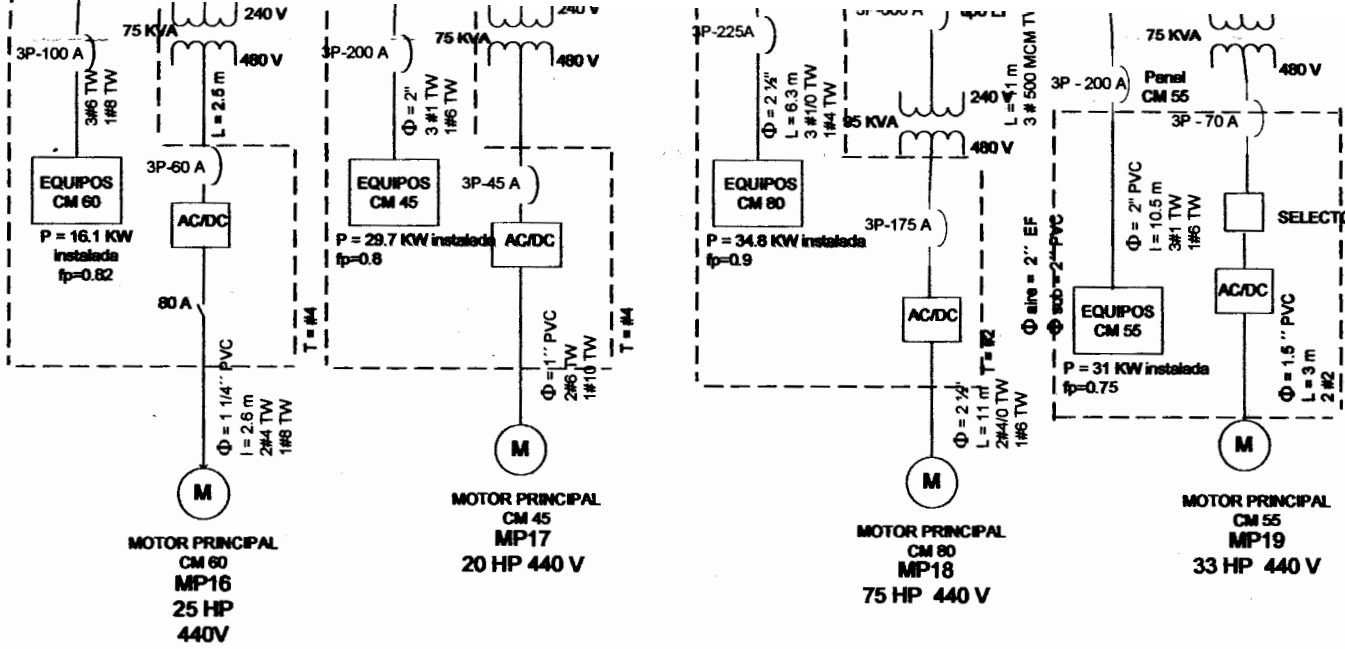 240 V
75 KVA
480 V
3P-100 A
3#6 TW
1#8 TW
L = 2.5 m
3P-60 A
EQUIPOS
CM 60
AC/DC
P = 16.1 KW
instalada
fp=0.82
80 A
T = #4
Φ = 1 1/4'' PVC
l = 2.6 m
2#4 TW
1#8 TW
M
MOTOR PRINCIPAL
CM 60
MP16
25 HP
440V
240 V
75 KVA
480 V
3P-200 A
Φ = 2"
3 #1 TW
1#6 TW
3P-45 A
EQUIPOS
CM 45
AC/DC
P = 29.7 KW instalada
fp=0.8
T = #4
Φ = 1'' PVC
2#6 TW
1#10 TW
M
MOTOR PRINCIPAL
CM 45
MP17
20 HP 440 V
3P-225A
Φ = 2 ½"
L = 6.3 m
3 #1/0 TW
1#4 TW
240 V
480 V
L = 11 m
3 # 500 MCM TW
EQUIPOS
CM 80
3P-175 A
P = 34.8 KW instalada
fp=0.9
AC/DC
T = #2
Φ aire = 2'' EF
Φ sub = 2'' PVC
Φ = 2 ½"
L = 11 m
2#4/0 TW
1#6 TW
M
MOTOR PRINCIPAL
CM 80
MP18
75 HP 440 V
75 KVA
480 V
3P - 200 A
Panel
CM 55
3P - 70 A
Φ = 2" PVC
l = 10.5 m
3#1 TW
1#6 TW
SELECTO
AC/DC
EQUIPOS
CM 55
P = 31 KW instalada
fp=0.75
Φ = 1.5 '' PVC
L = 3 m
2 #2
M
MOTOR PRINCIPAL
CM 55
MP19
33 HP 440 V